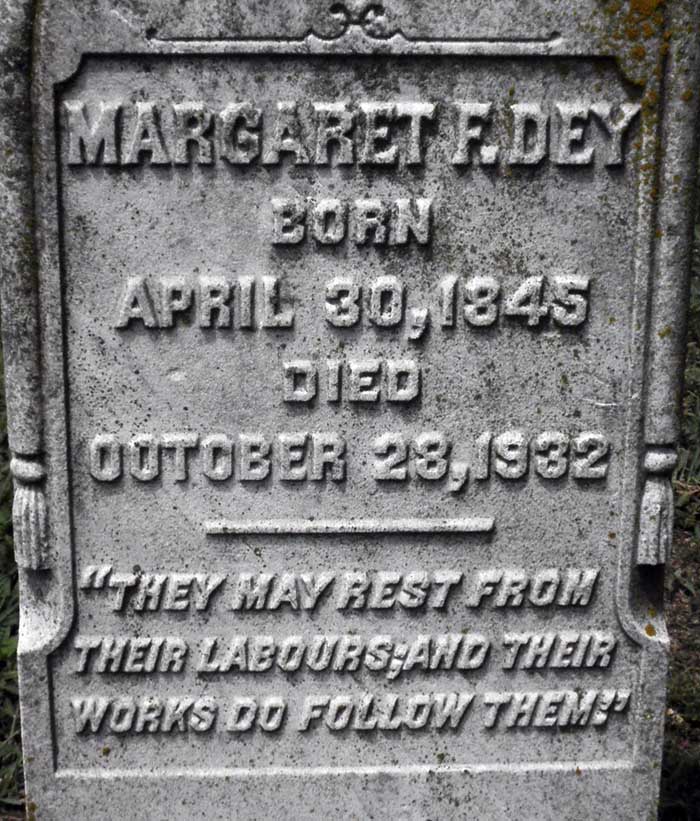 MARGARET F. DEY
BORN
APRIL 30, 1845
DIED
OCTOBER 28, 1932
"THEY MAY REST FROM
THEIR LABOURS; AND THEIR
WORKS DO FOLLOW THEM."